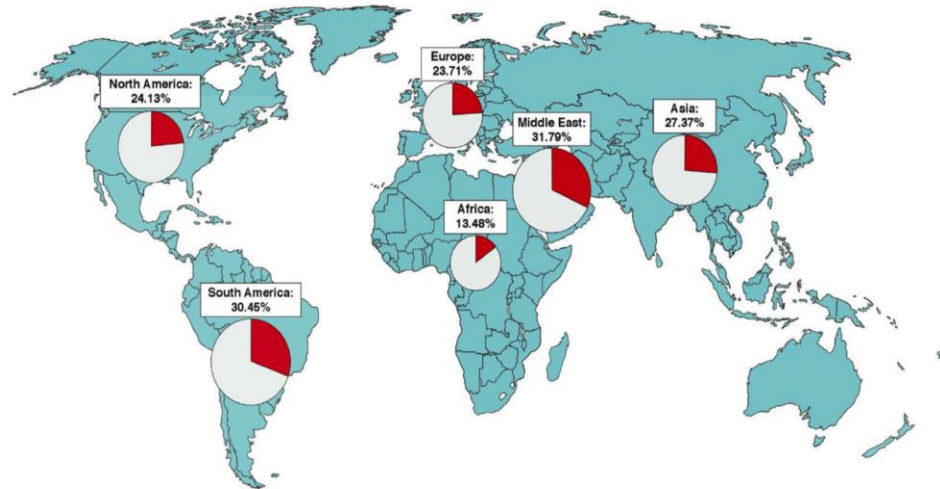 Europe:
23.71%
North America:
24.13%
Middle East:
31.79%
Asia:
27.37%
Africa:
13.48%
South America:
30.45%